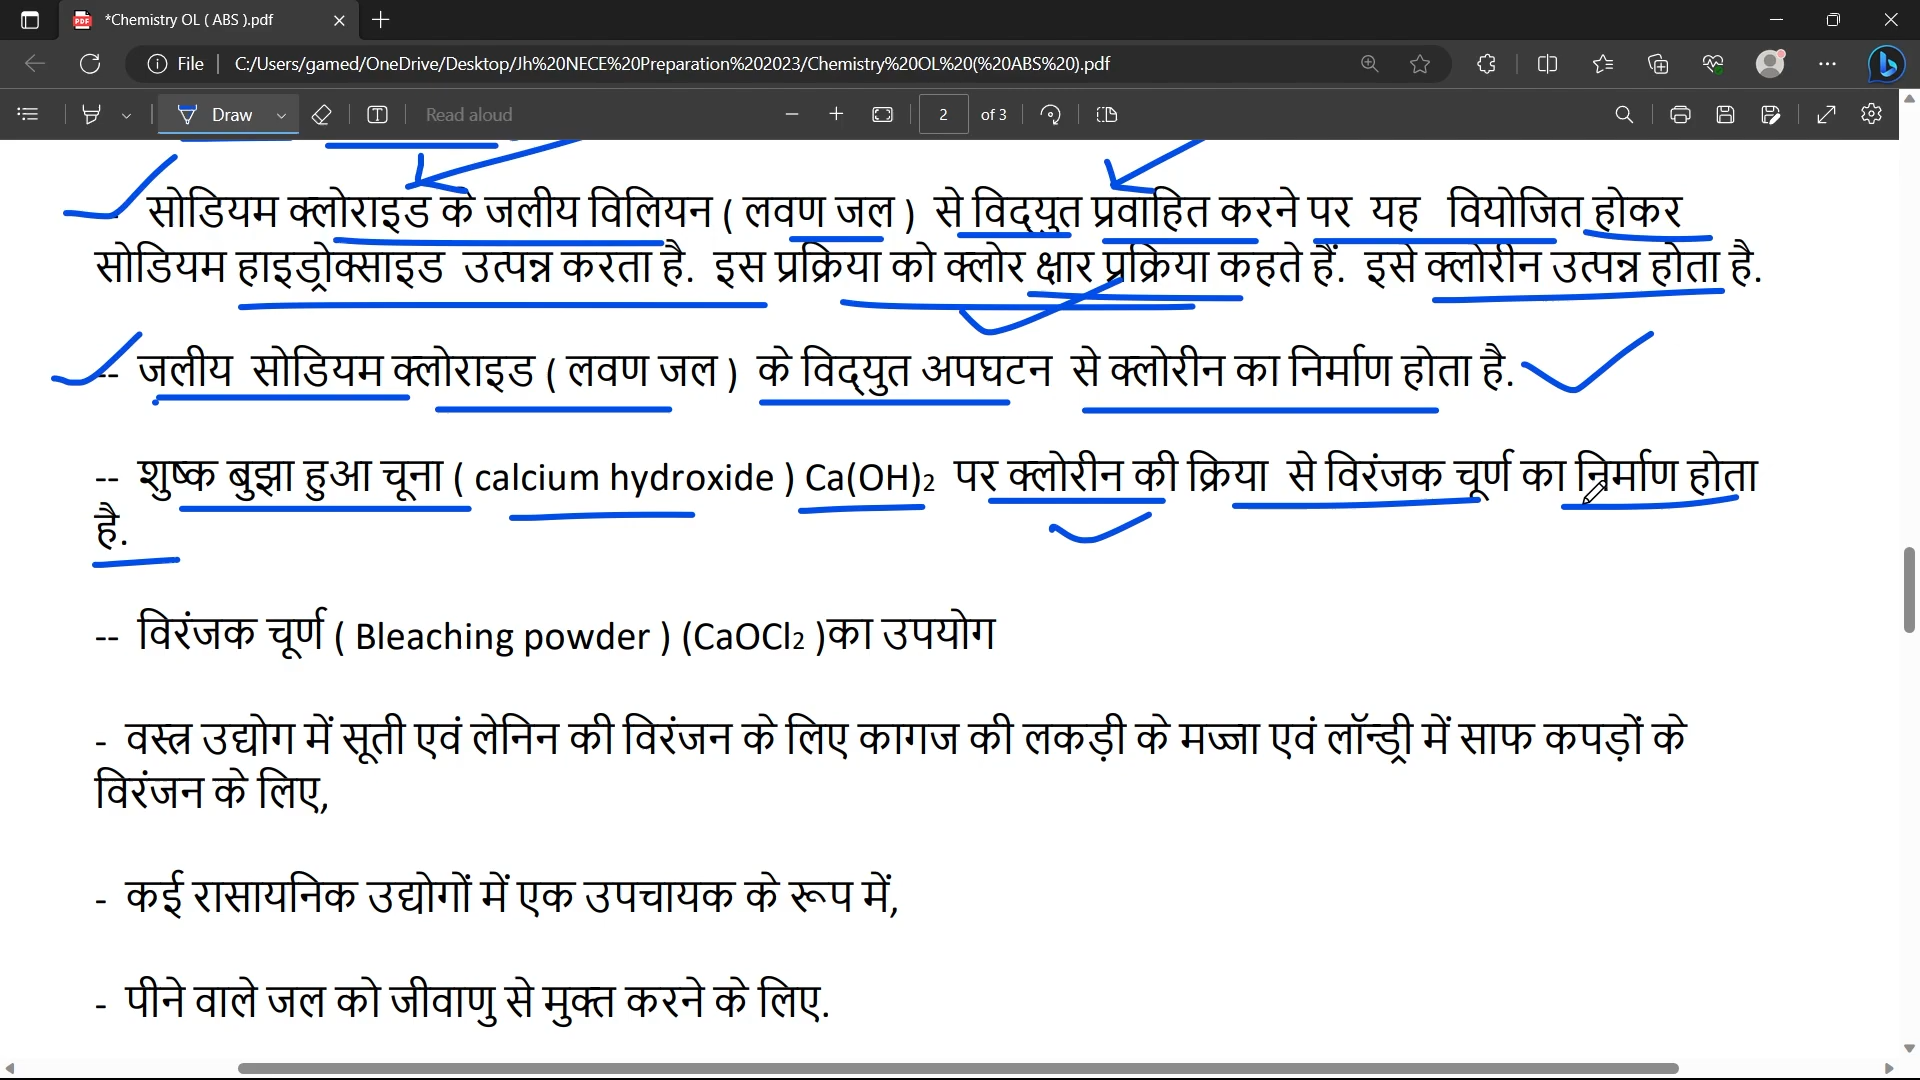 *Chemistry OL ( ABS ).pdf
File C:/Users/gamed/OneDrive/Desktop/Jh%20NECE%20Preparation%202023/Chemistry%20OL%20(%20ABS%20).pdf
Draw Read aloud 2 of 3
- सोडियम क्लोराइड के जलीय विलियन ( लवण जल ) से विद्युत प्रवाहित करने पर यह वियोजित होकर
सोडियम हाइड्रोक्साइड उत्पन्न करता है. इस प्रक्रिया को क्लोर क्षार प्रक्रिया कहते हैं. इसे क्लोरीन उत्पन्न होता है.
-- जलीय सोडियम क्लोराइड ( लवण जल ) के विद्युत अपघटन से क्लोरीन का निर्माण होता है.
-- शुष्क बुझा हुआ चूना ( calcium hydroxide ) Ca(OH)₂ पर क्लोरीन की क्रिया से विरंजक चूर्ण का निर्माण होता
है.
-- विरंजक चूर्ण ( Bleaching powder ) (CaOCl₂ )का उपयोग
- वस्त्र उद्योग में सूती एवं लेनिन की विरंजन के लिए कागज की लकड़ी के मज्जा एवं लॉन्ड्री में साफ कपड़ों के
विरंजन के लिए,
- कई रासायनिक उद्योगों में एक उपचायक के रूप में,
- पीने वाले जल को जीवाणु से मुक्त करने के लिए.